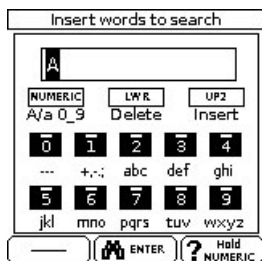 Insert words to search
A
NUMERIC LWR UP2
A/a 0_9 Delete Insert
0 1 2 3 4
--- +,-.; abc def ghi
5 6 7 8 9
jkl mno pqrs tuv wxyz
ENTER ? Hold NUMERIC